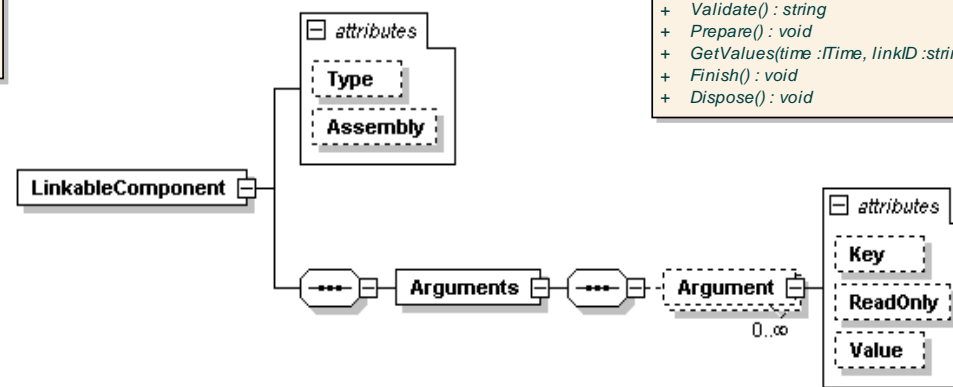 + Validate() : string
+ Prepare() : void
+ GetValues(time :ITime, linkID :strin
+ Finish() : void
+ Dispose() : void
attributes
Type
Assembly
LinkableComponent
Arguments
Argument
0..∞
attributes
Key
ReadOnly
Value